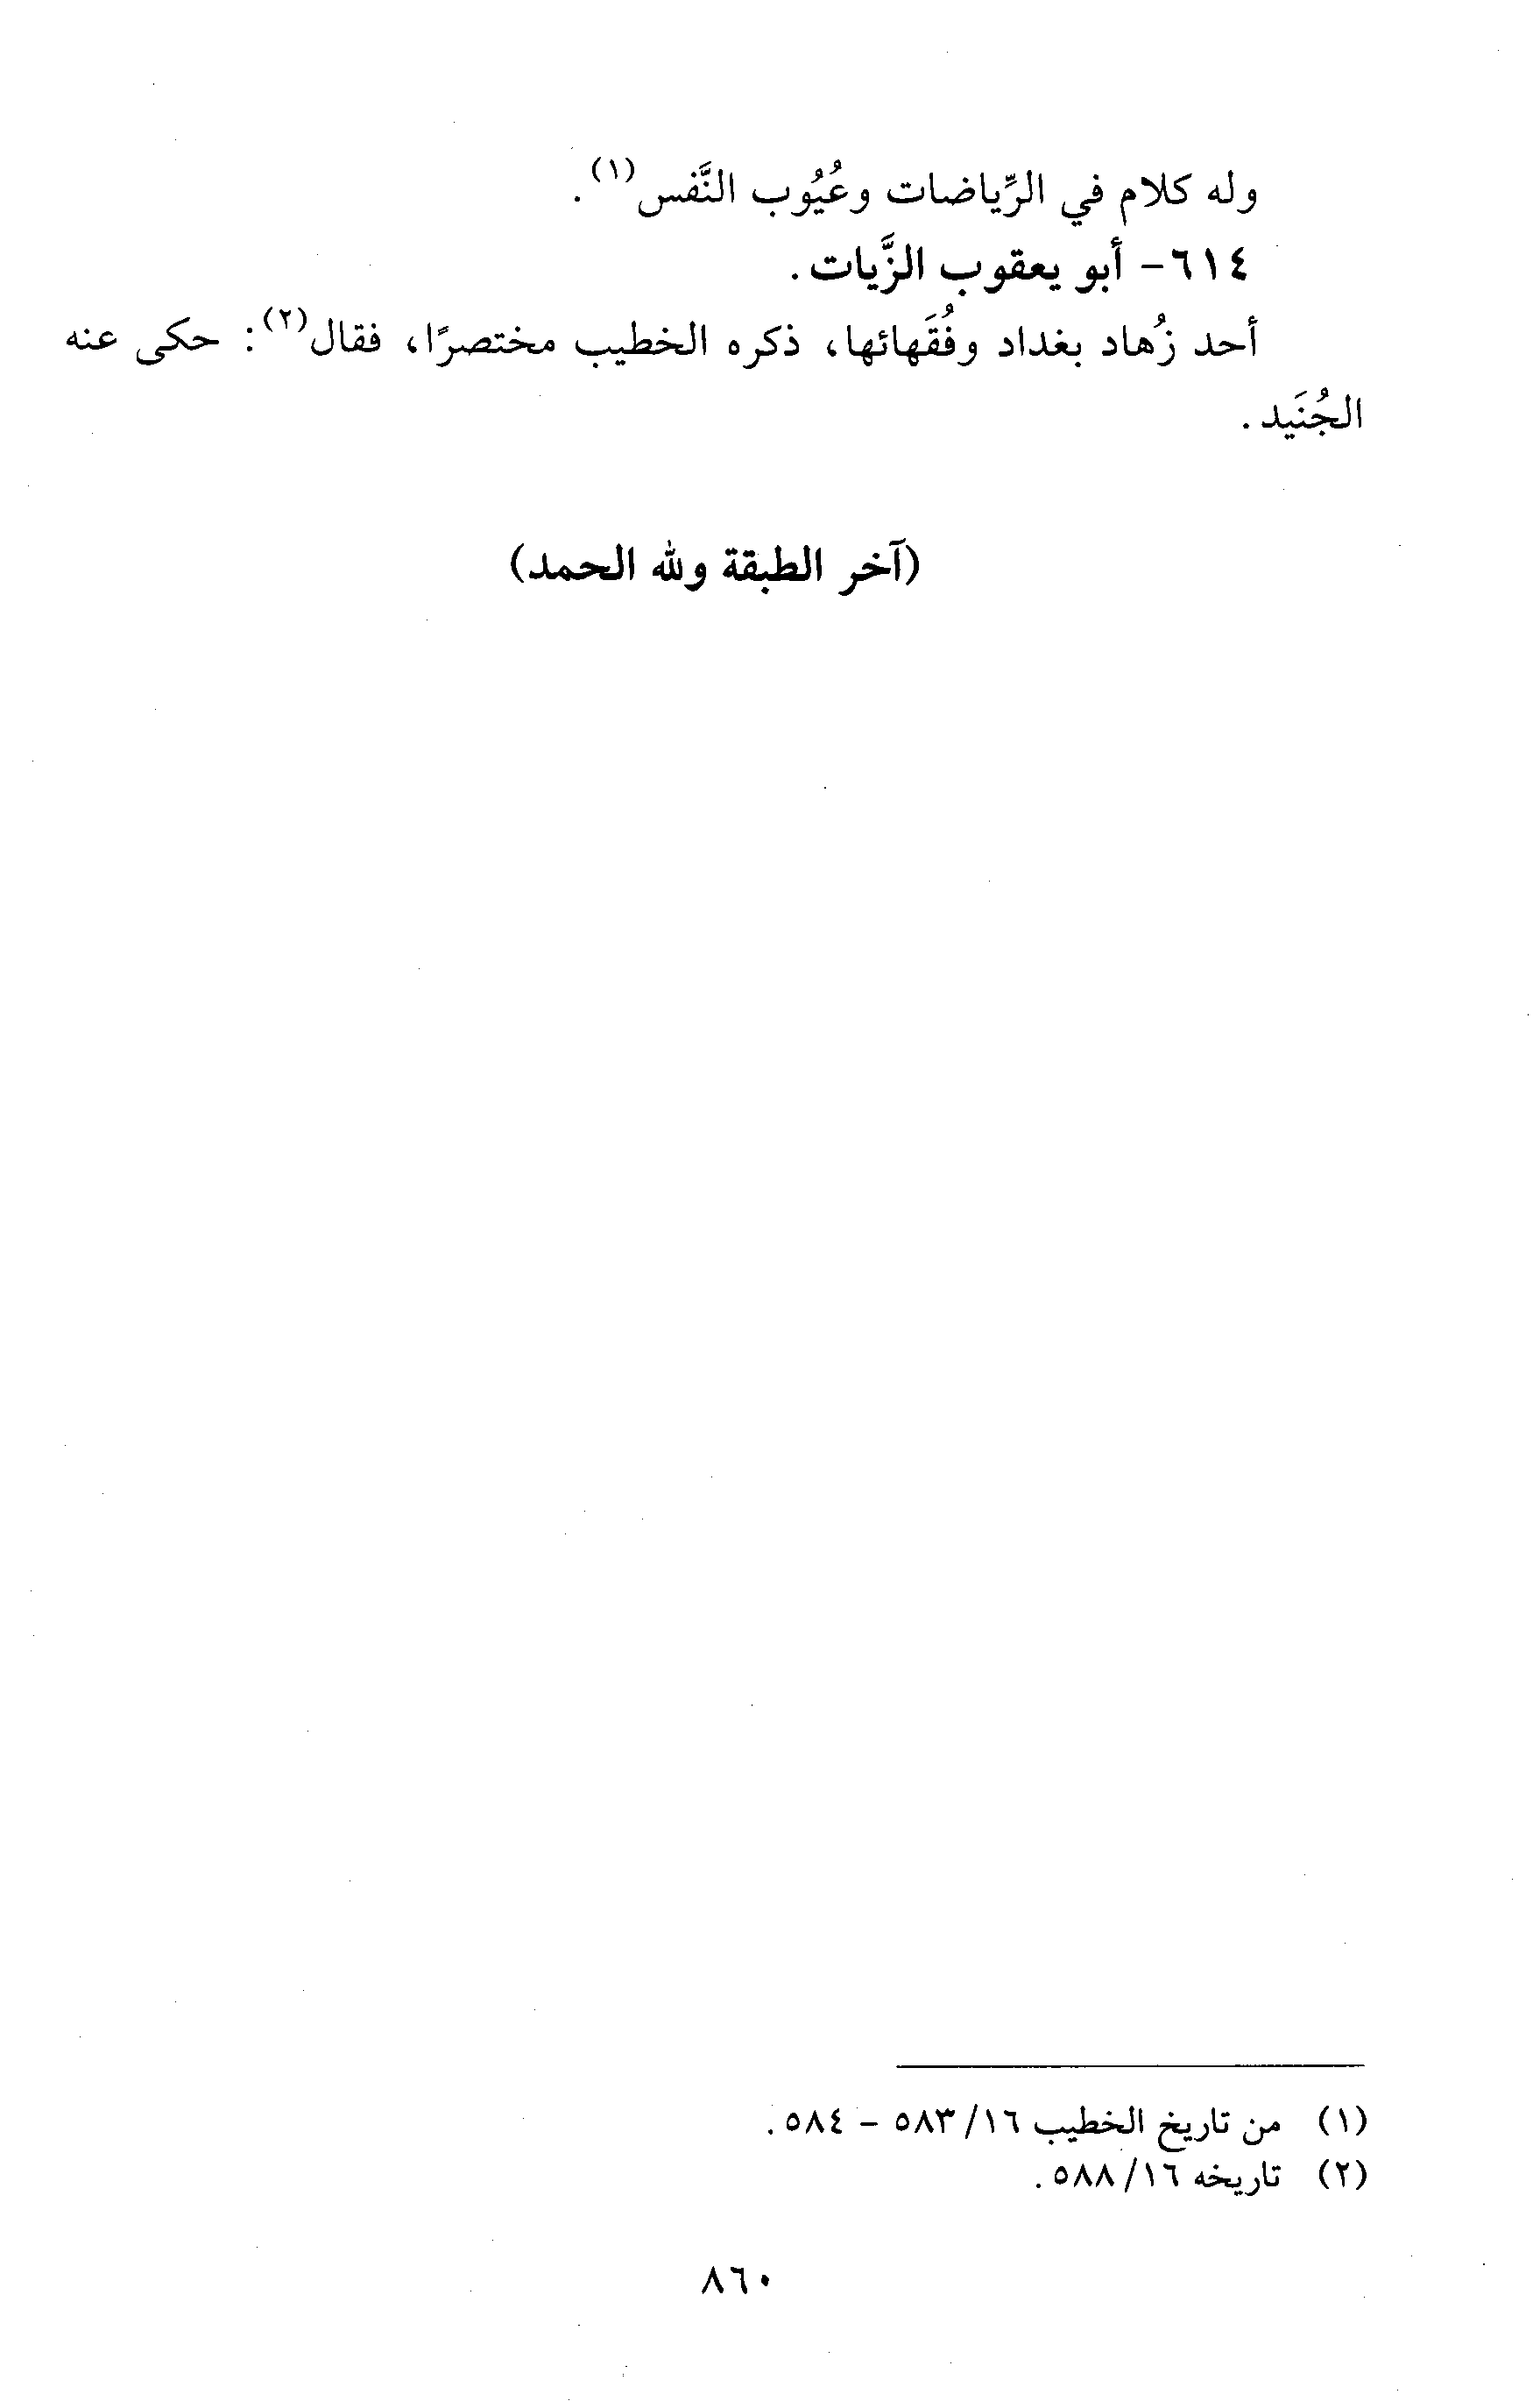 وله كلام في الرِّياضات وعُيُوب النَّفس(١).
٦١٤- أبو يعقوب الزَّيات.
أحد زُهاد بغداد وفُقَهائها، ذكره الخطيب مختصرًا، فقال(٢): حكى عنه
الجُنَيد.
(آخر الطبقة ولله الحمد)
(١) من تاريخ الخطيب ١٦/ ٥٨٣ - ٥٨٤.
(٢) تاريخه ١٦/ ٥٨٨.
٨٦٠